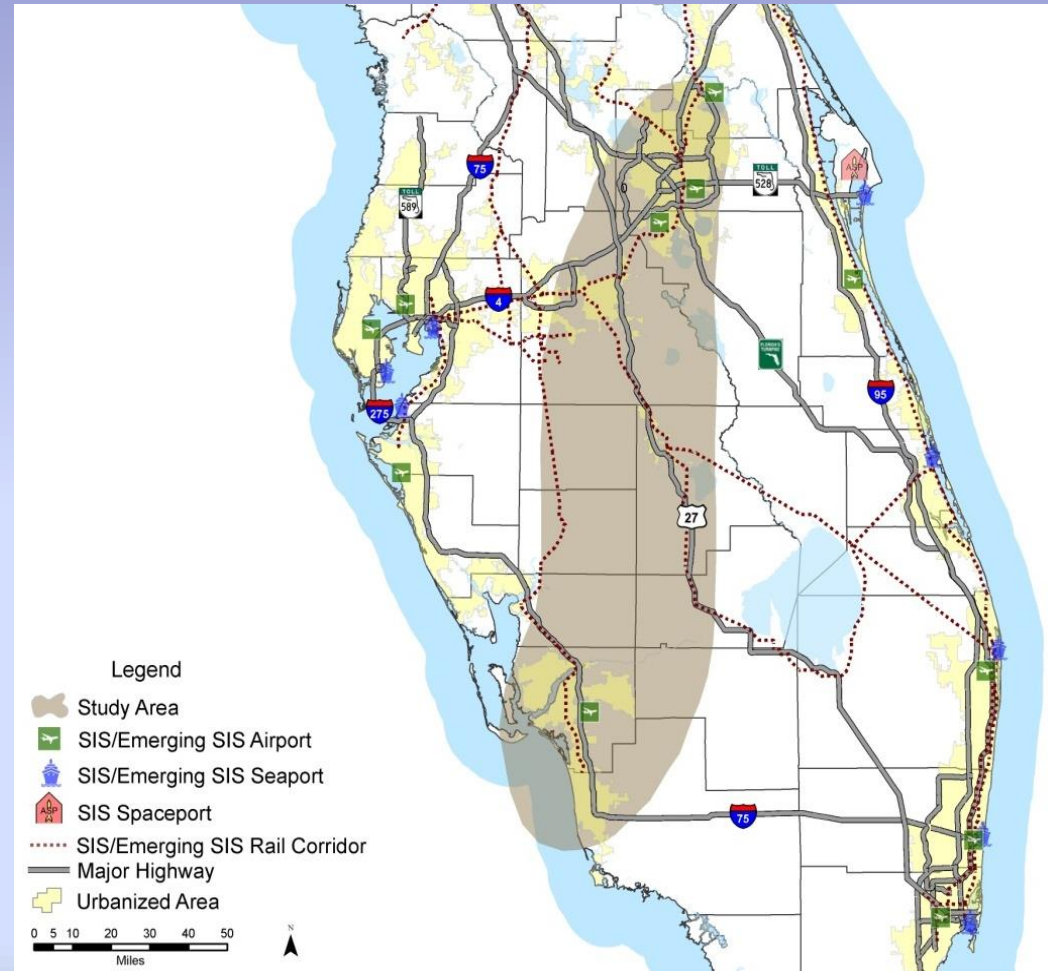 75
TOLL
589
TOLL
528
ASP
4
FLORIDA'S
TURNPIKE
275
95
27
75
Legend
Study Area
SIS/Emerging SIS Airport
SIS/Emerging SIS Seaport
ASP
SIS Spaceport
SIS/Emerging SIS Rail Corridor
Major Highway
Urbanized Area
0 5 10 20 30 40 50
Miles
N